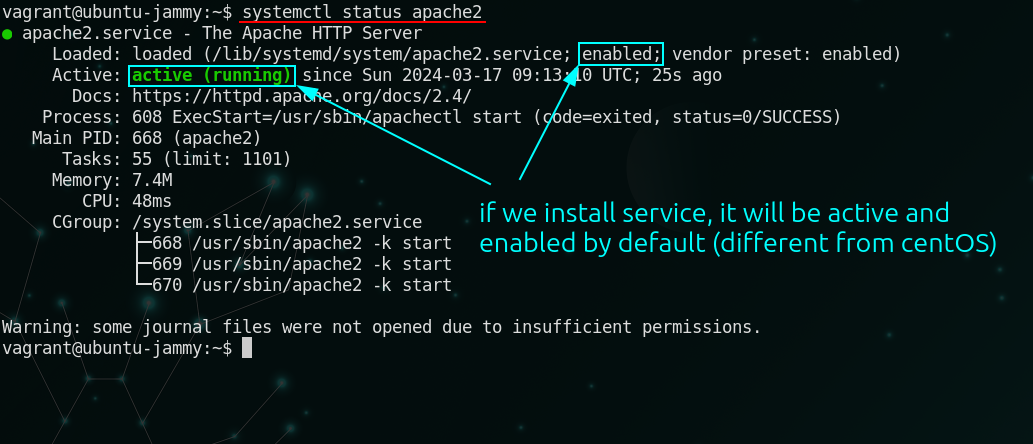 vagrant@ubuntu-jammy:~$ systemctl status apache2
● apache2.service - The Apache HTTP Server
Loaded: loaded (/lib/systemd/system/apache2.service; enabled; vendor preset: enabled)
Active: active (running) since Sun 2024-03-17 09:13:10 UTC; 25s ago
Docs: https://httpd.apache.org/docs/2.4/
Process: 608 ExecStart=/usr/sbin/apachectl start (code=exited, status=0/SUCCESS)
Main PID: 668 (apache2)
Tasks: 55 (limit: 1101)
Memory: 7.4M
CPU: 48ms
CGroup: /system.slice/apache2.service
├─668 /usr/sbin/apache2 -k start
├─669 /usr/sbin/apache2 -k start
└─670 /usr/sbin/apache2 -k start
if we install service, it will be active and
enabled by default (different from centOS)
Warning: some journal files were not opened due to insufficient permissions.
vagrant@ubuntu-jammy:~$